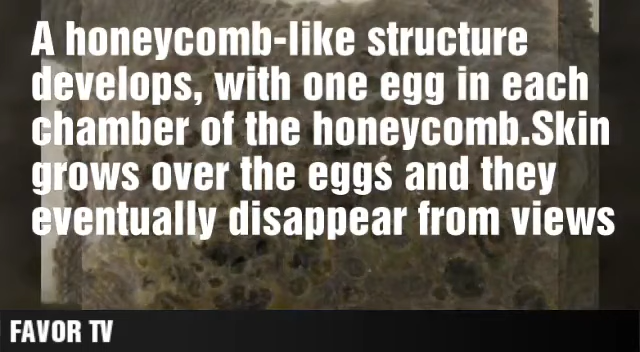 A honeycomb-like structure
develops, with one egg in each
chamber of the honeycomb.Skin
grows over the eggs and they
eventually disappear from views
FAVOR TV